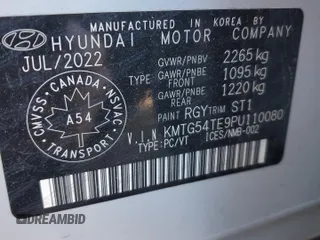 MANUFACTURED IN KOREA BY
HYUNDAI MOTOR COMPANY
JUL/2022
GVWR/PNBV 2265 kg
TYPE: GAWR/PNBE FRONT 1095 kg
GAWR/PNBE REAR 1220 kg
PAINT RGY TRIM ST1
V.I.N KMTG54TE9PU110080
TYPE:PC/VT ICES/NMB-002
CANADA
CMVSS NSVAC
A54
TRANSPORT
DREAMBID